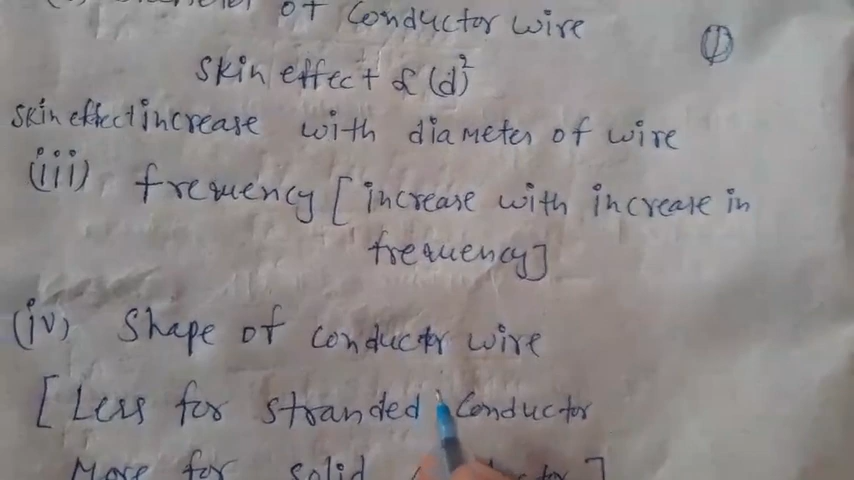 of Conductor wire
Skin effect ∝ (d)²
skin effect increase with diameter of wire
(iii) frequency [increase with increase in
frequency]
(iv) Shape of conductor wire
[Less for stranded Conductor
More for solid